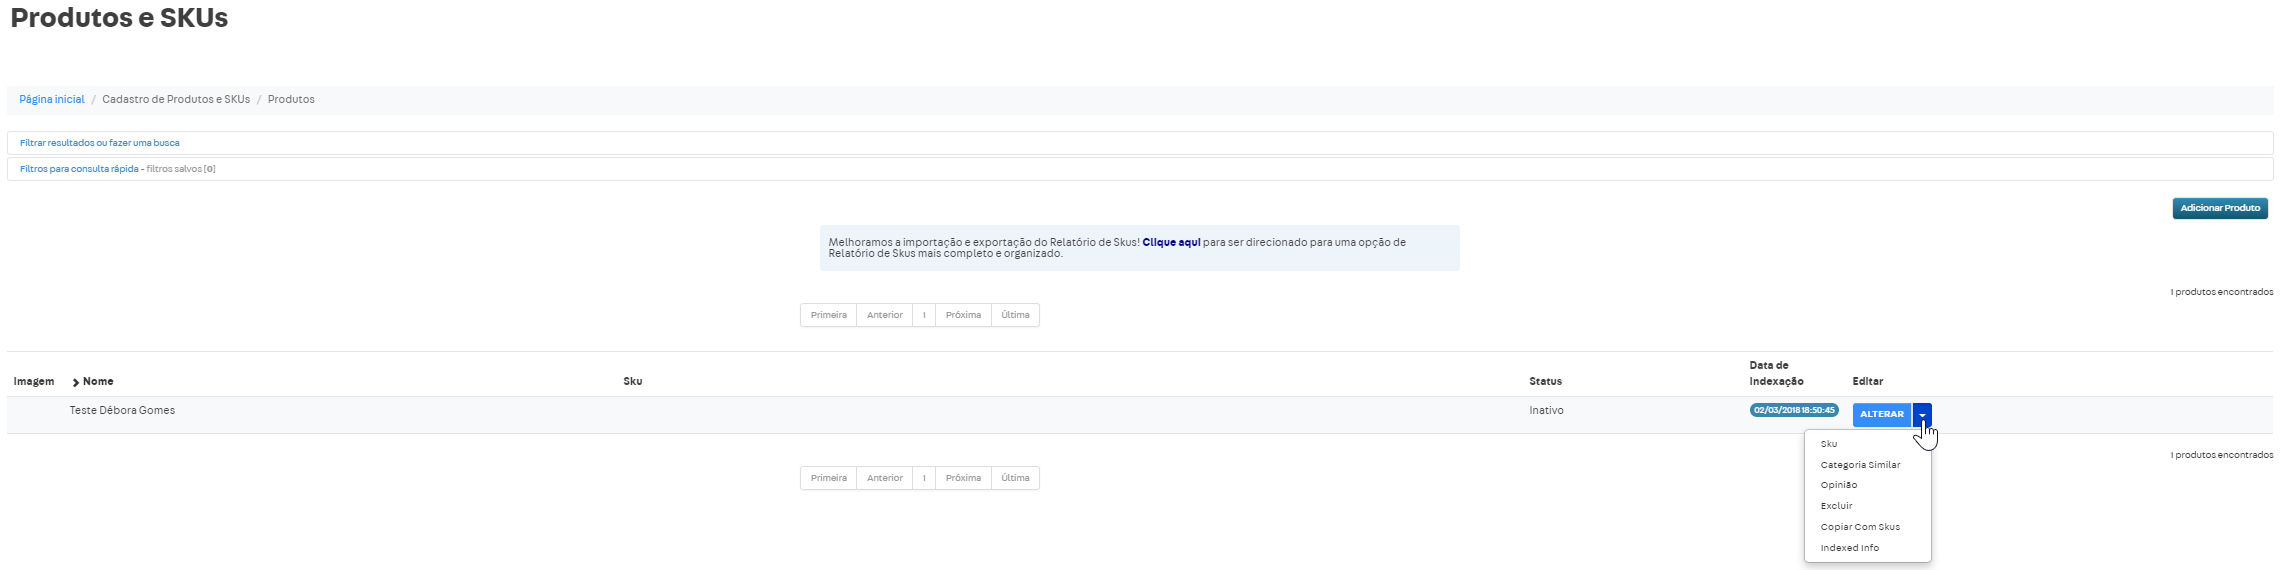 Produtos e SKUs
Página inicial / Cadastro de Produtos e SKUs / Produtos
Filtrar resultados ou fazer uma busca
Filtros para consulta rápida - filtros salvos [0]
Adicionar Produto
Melhoramos a importação e exportação do Relatório de Skus! Clique aqui para ser direcionado para uma opção de
Relatório de Skus mais completo e organizado.
1 produtos encontrados
Primeira Anterior 1 Próxima Última
Imagem Nome Sku Status Data de Indexação Editar
Teste Débora Gomes Inativo 02/03/2018 18:50:45 ALTERAR
Sku
Categoria Similar
Opinião
Excluir
Copiar Com Skus
Indexed Info
1 produtos encontrados
Primeira Anterior 1 Próxima Última